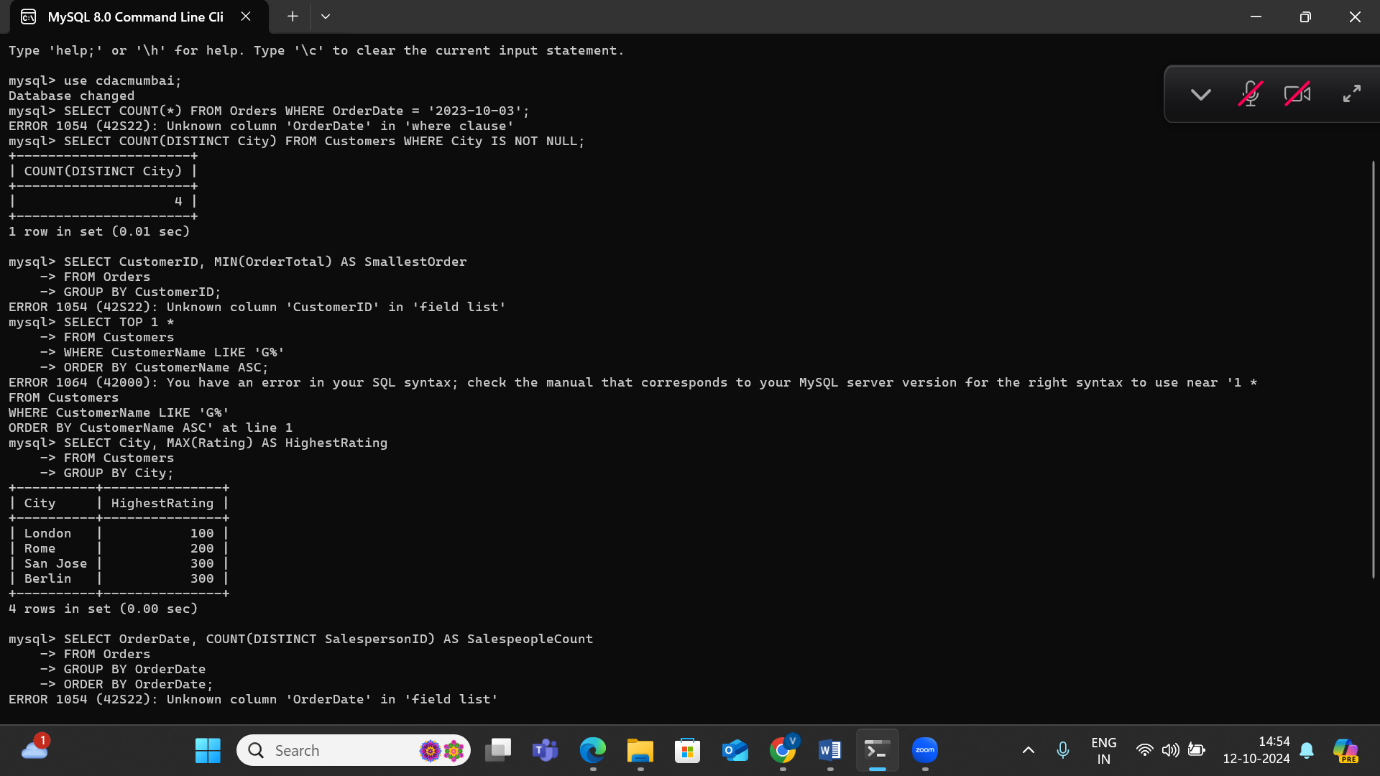 MySQL 8.0 Command Line Cli
Type 'help;' or '\h' for help. Type '\c' to clear the current input statement.
mysql> use cdacmumbai;
Database changed
mysql> SELECT COUNT(*) FROM Orders WHERE OrderDate = '2023-10-03';
ERROR 1054 (42S22): Unknown column 'OrderDate' in 'where clause'
mysql> SELECT COUNT(DISTINCT City) FROM Customers WHERE City IS NOT NULL;
+----------------------+
| COUNT(DISTINCT City) |
+----------------------+
|                    4 |
+----------------------+
1 row in set (0.01 sec)
mysql> SELECT CustomerID, MIN(OrderTotal) AS SmallestOrder
    -> FROM Orders
    -> GROUP BY CustomerID;
ERROR 1054 (42S22): Unknown column 'CustomerID' in 'field list'
mysql> SELECT TOP 1 *
    -> FROM Customers
    -> WHERE CustomerName LIKE 'G%'
    -> ORDER BY CustomerName ASC;
ERROR 1064 (42000): You have an error in your SQL syntax; check the manual that corresponds to your MySQL server version for the right syntax to use near '1 *
FROM Customers
WHERE CustomerName LIKE 'G%'
ORDER BY CustomerName ASC' at line 1
mysql> SELECT City, MAX(Rating) AS HighestRating
    -> FROM Customers
    -> GROUP BY City;
+----------+---------------+
| City     | HighestRating |
+----------+---------------+
| London   |           100 |
| Rome     |           200 |
| San Jose |           300 |
| Berlin   |           300 |
+----------+---------------+
4 rows in set (0.00 sec)
mysql> SELECT OrderDate, COUNT(DISTINCT SalespersonID) AS SalespeopleCount
    -> FROM Orders
    -> GROUP BY OrderDate
    -> ORDER BY OrderDate;
ERROR 1054 (42S22): Unknown column 'OrderDate' in 'field list'
1
Search
V
zoom
ENG
IN
14:54
12-10-2024
PRE